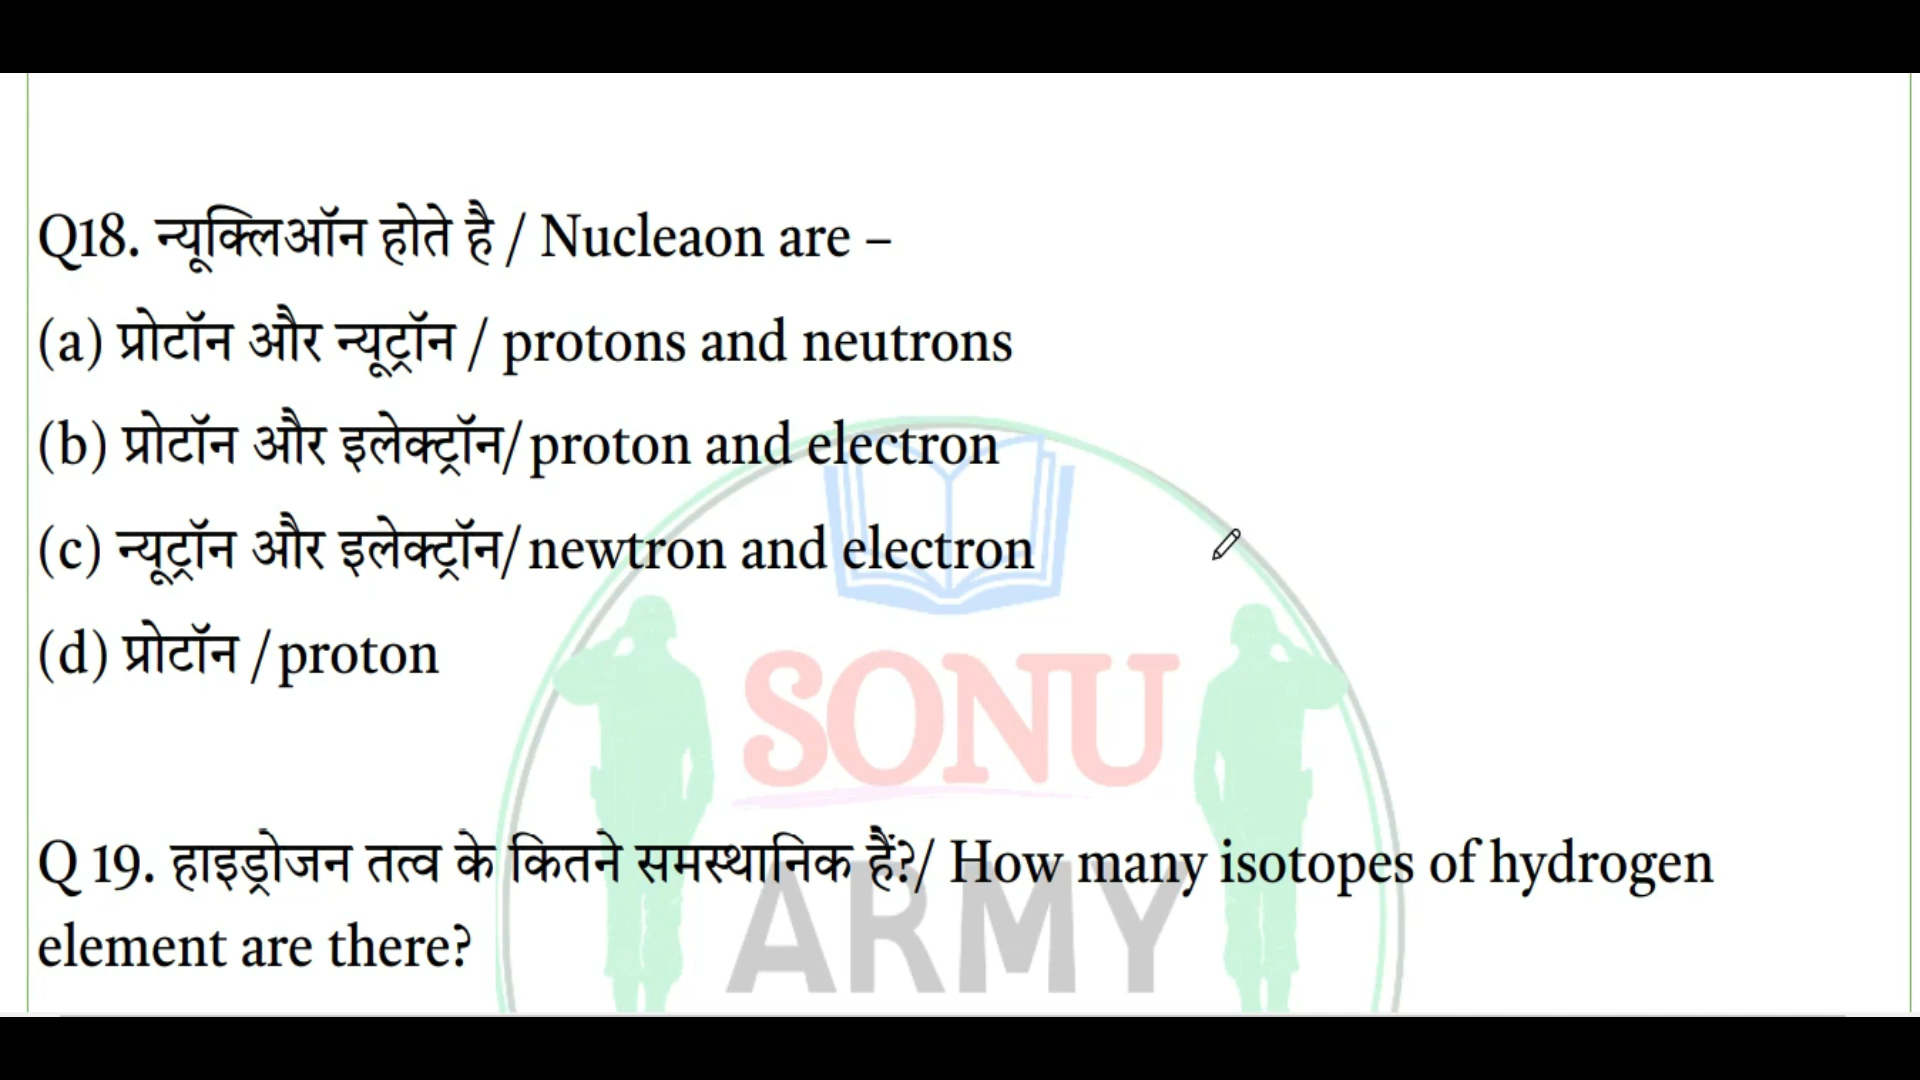 Q18. न्यूक्लिऑन होते है / Nucleaon are –
(a) प्रोटॉन और न्यूट्रॉन / protons and neutrons
(b) प्रोटॉन और इलेक्ट्रॉन/ proton and electron
(c) न्यूट्रॉन और इलेक्ट्रॉन/ newtron and electron
(d) प्रोटॉन / proton
SONU
Q 19. हाइड्रोजन तत्व के कितने समस्थानिक हैं?/ How many isotopes of hydrogen
element are there?
ARMY